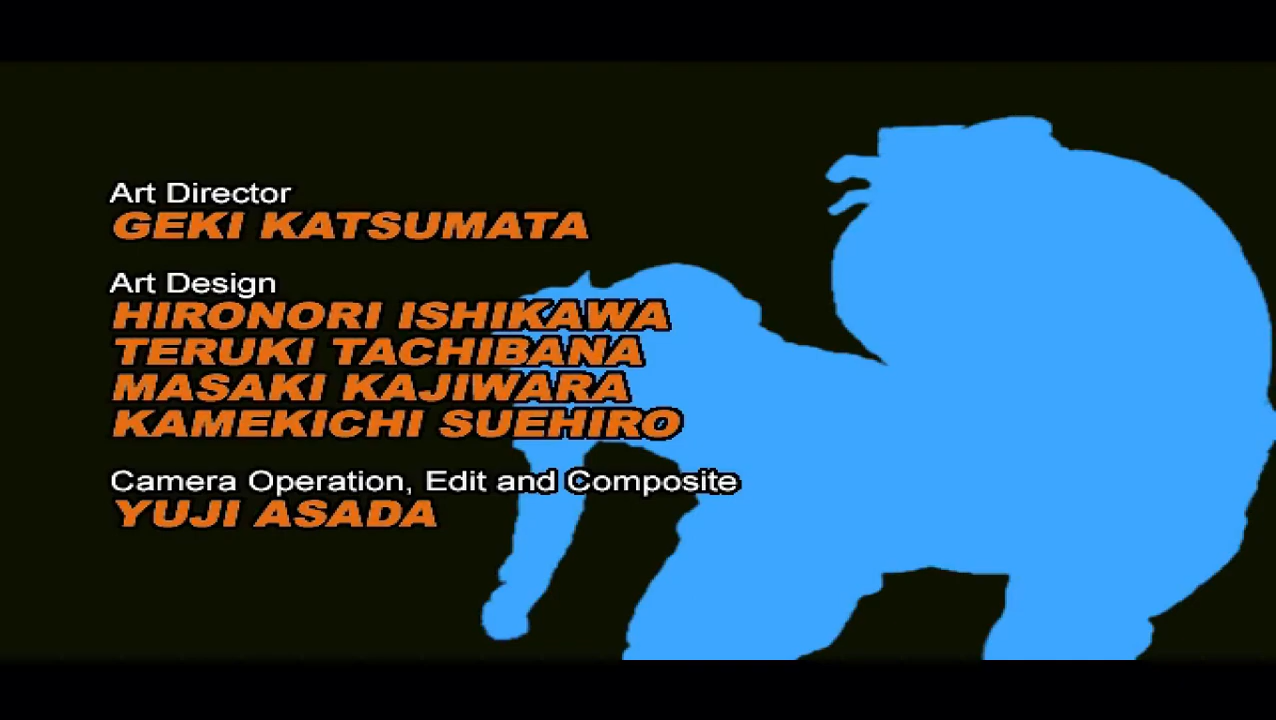 Art Director
GEKI KATSUMATA
Art Design
HIRONORI ISHIKAWA
TERUKI TACHIBANA
MASAKI KAJIWARA
KAMEKICHI SUEHIRO
Camera Operation, Edit and Composite
YUJI ASADA